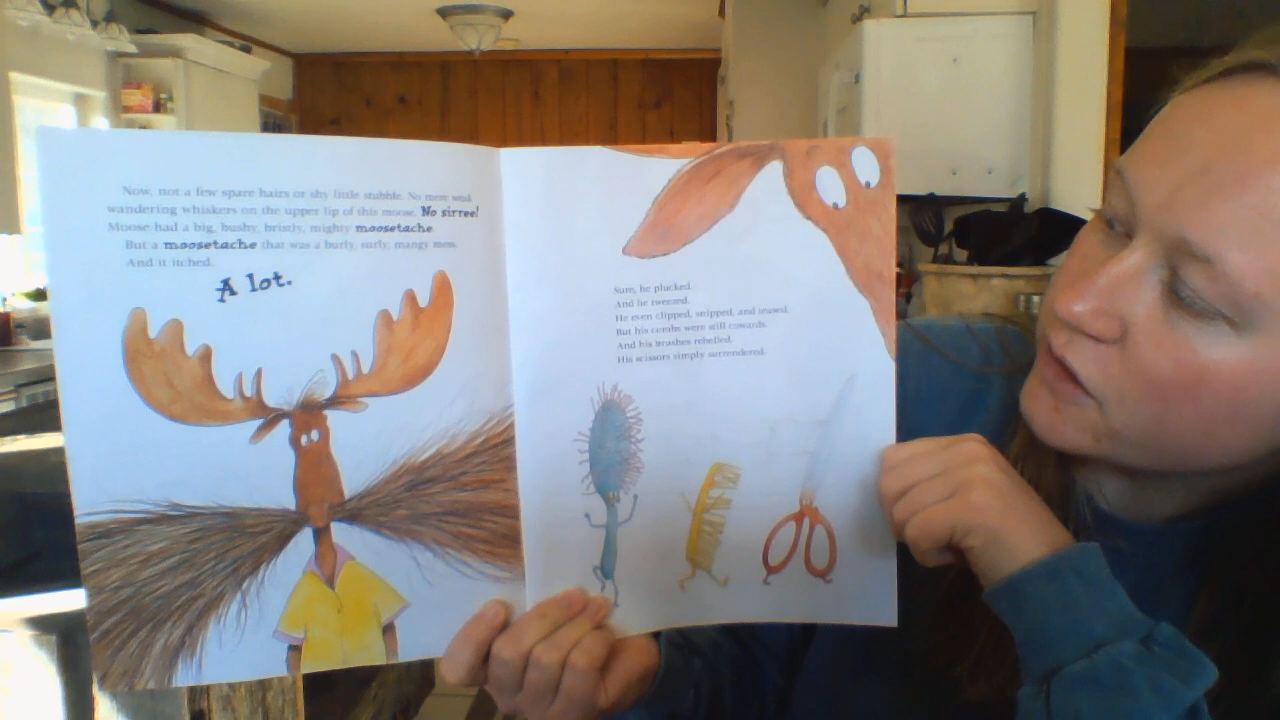 Now, not a few spare hairs or shy little stubble. No mere weak
wandering whiskers on the upper lip of this moose. No sirree!
Moose had a big, bushy, bristly, mighty moosetache.
But a moosetache that was a burly, surly, mangy mess.
And it itched.
A lot.
Sure, he plucked.
And he tweezed.
He even clipped, snipped, and moused.
But his combs were still cowards.
And his brushes rebelled.
His scissors simply surrendered.